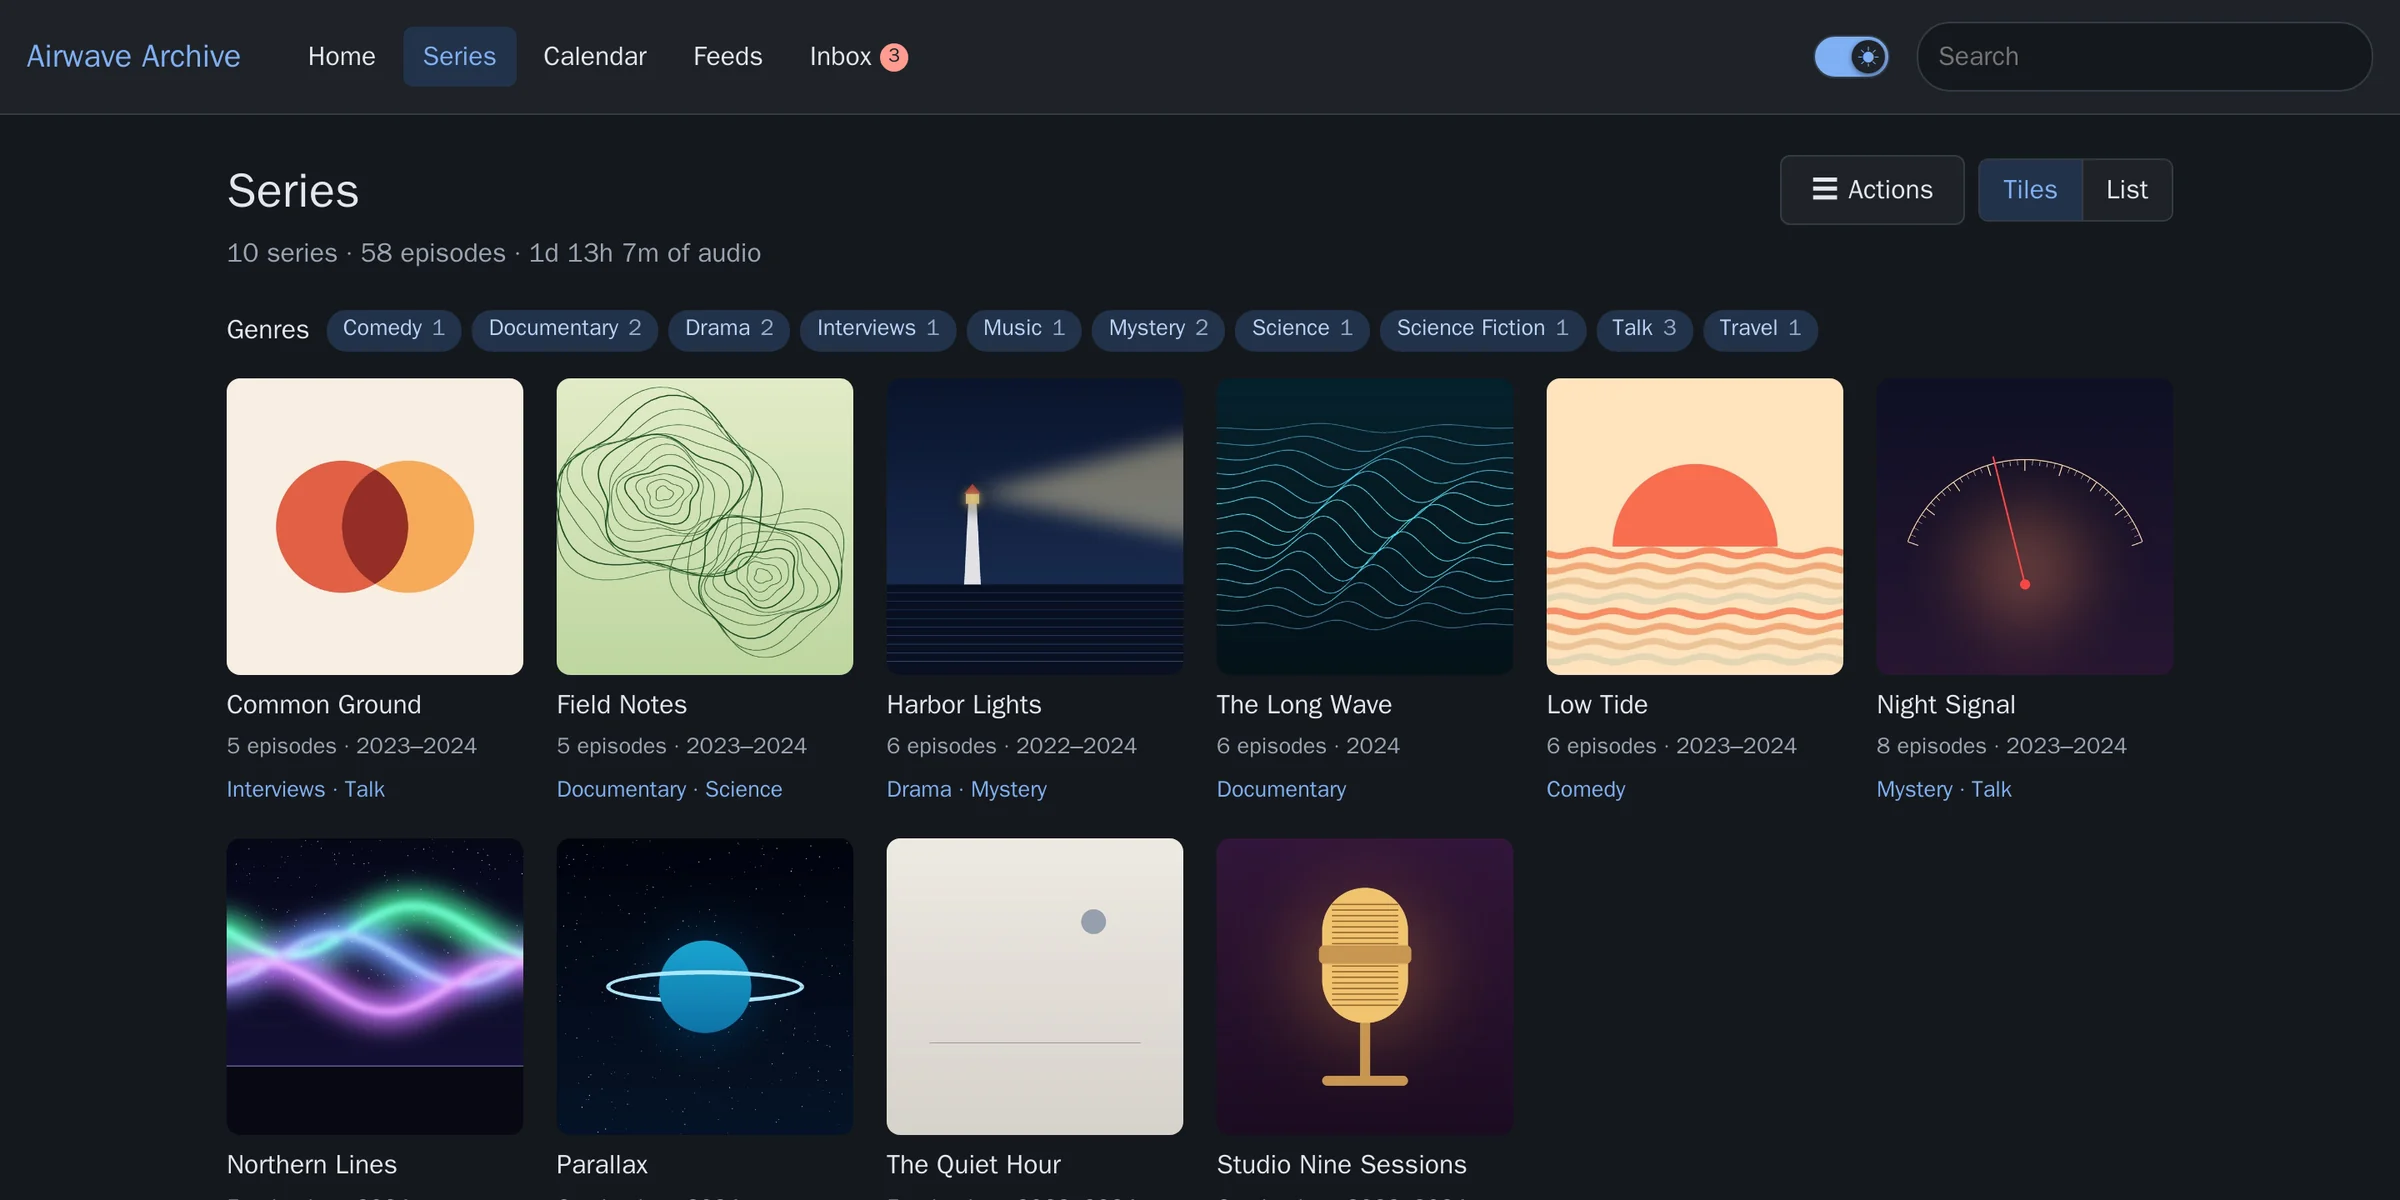 Airwave Archive Home Series Calendar Feeds Inbox 3 Search
Series
Actions Tiles List
10 series · 58 episodes · 1d 13h 7m of audio
Genres Comedy 1 Documentary 2 Drama 2 Interviews 1 Music 1 Mystery 2 Science 1 Science Fiction 1 Talk 3 Travel 1
Common Ground
5 episodes · 2023–2024
Interviews · Talk
Field Notes
5 episodes · 2023–2024
Documentary · Science
Harbor Lights
6 episodes · 2022–2024
Drama · Mystery
The Long Wave
6 episodes · 2024
Documentary
Low Tide
6 episodes · 2023–2024
Comedy
Night Signal
8 episodes · 2023–2024
Mystery · Talk
Northern Lines
Parallax
The Quiet Hour
Studio Nine Sessions